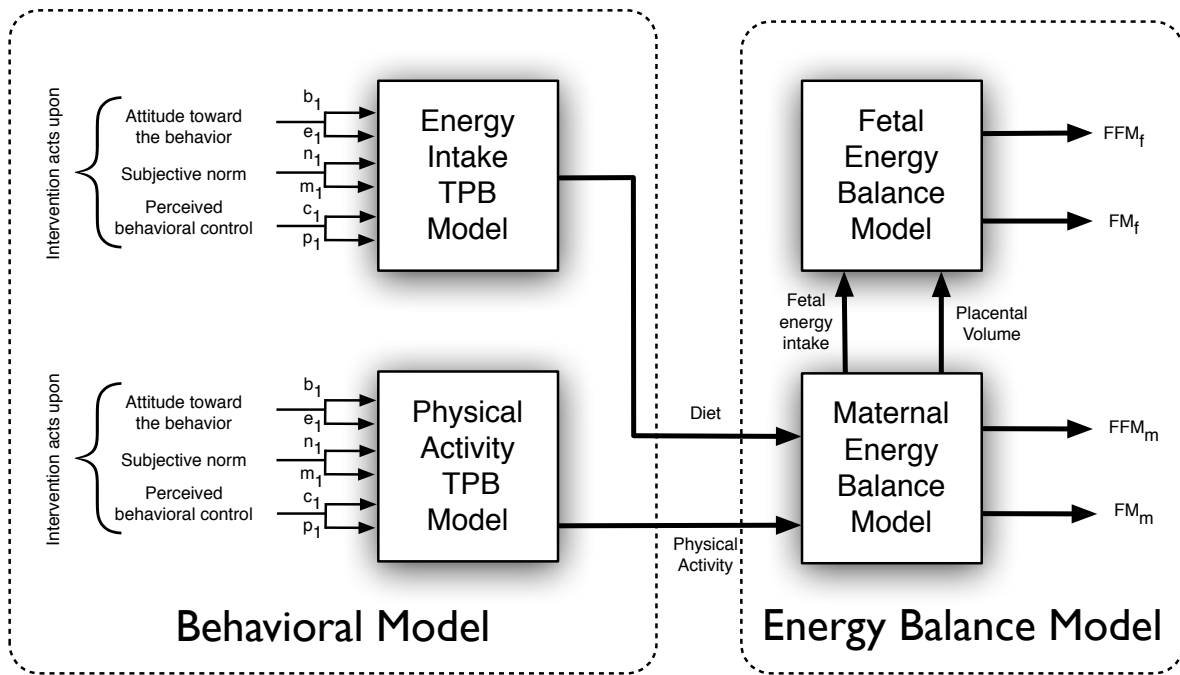 Intervention acts upon
Attitude toward
the behavior
Subjective norm
Perceived
behavioral control
b1
e1
n1
m1
c1
p1
Energy
Intake
TPB
Model
Intervention acts upon
Attitude toward
the behavior
Subjective norm
Perceived
behavioral control
b1
e1
n1
m1
c1
p1
Physical
Activity
TPB
Model
Behavioral Model
Diet
Physical
Activity
Fetal
Energy
Balance
Model
FFMf
FMf
Fetal
energy
intake
Placental
Volume
Maternal
Energy
Balance
Model
FFMm
FMm
Energy Balance Model